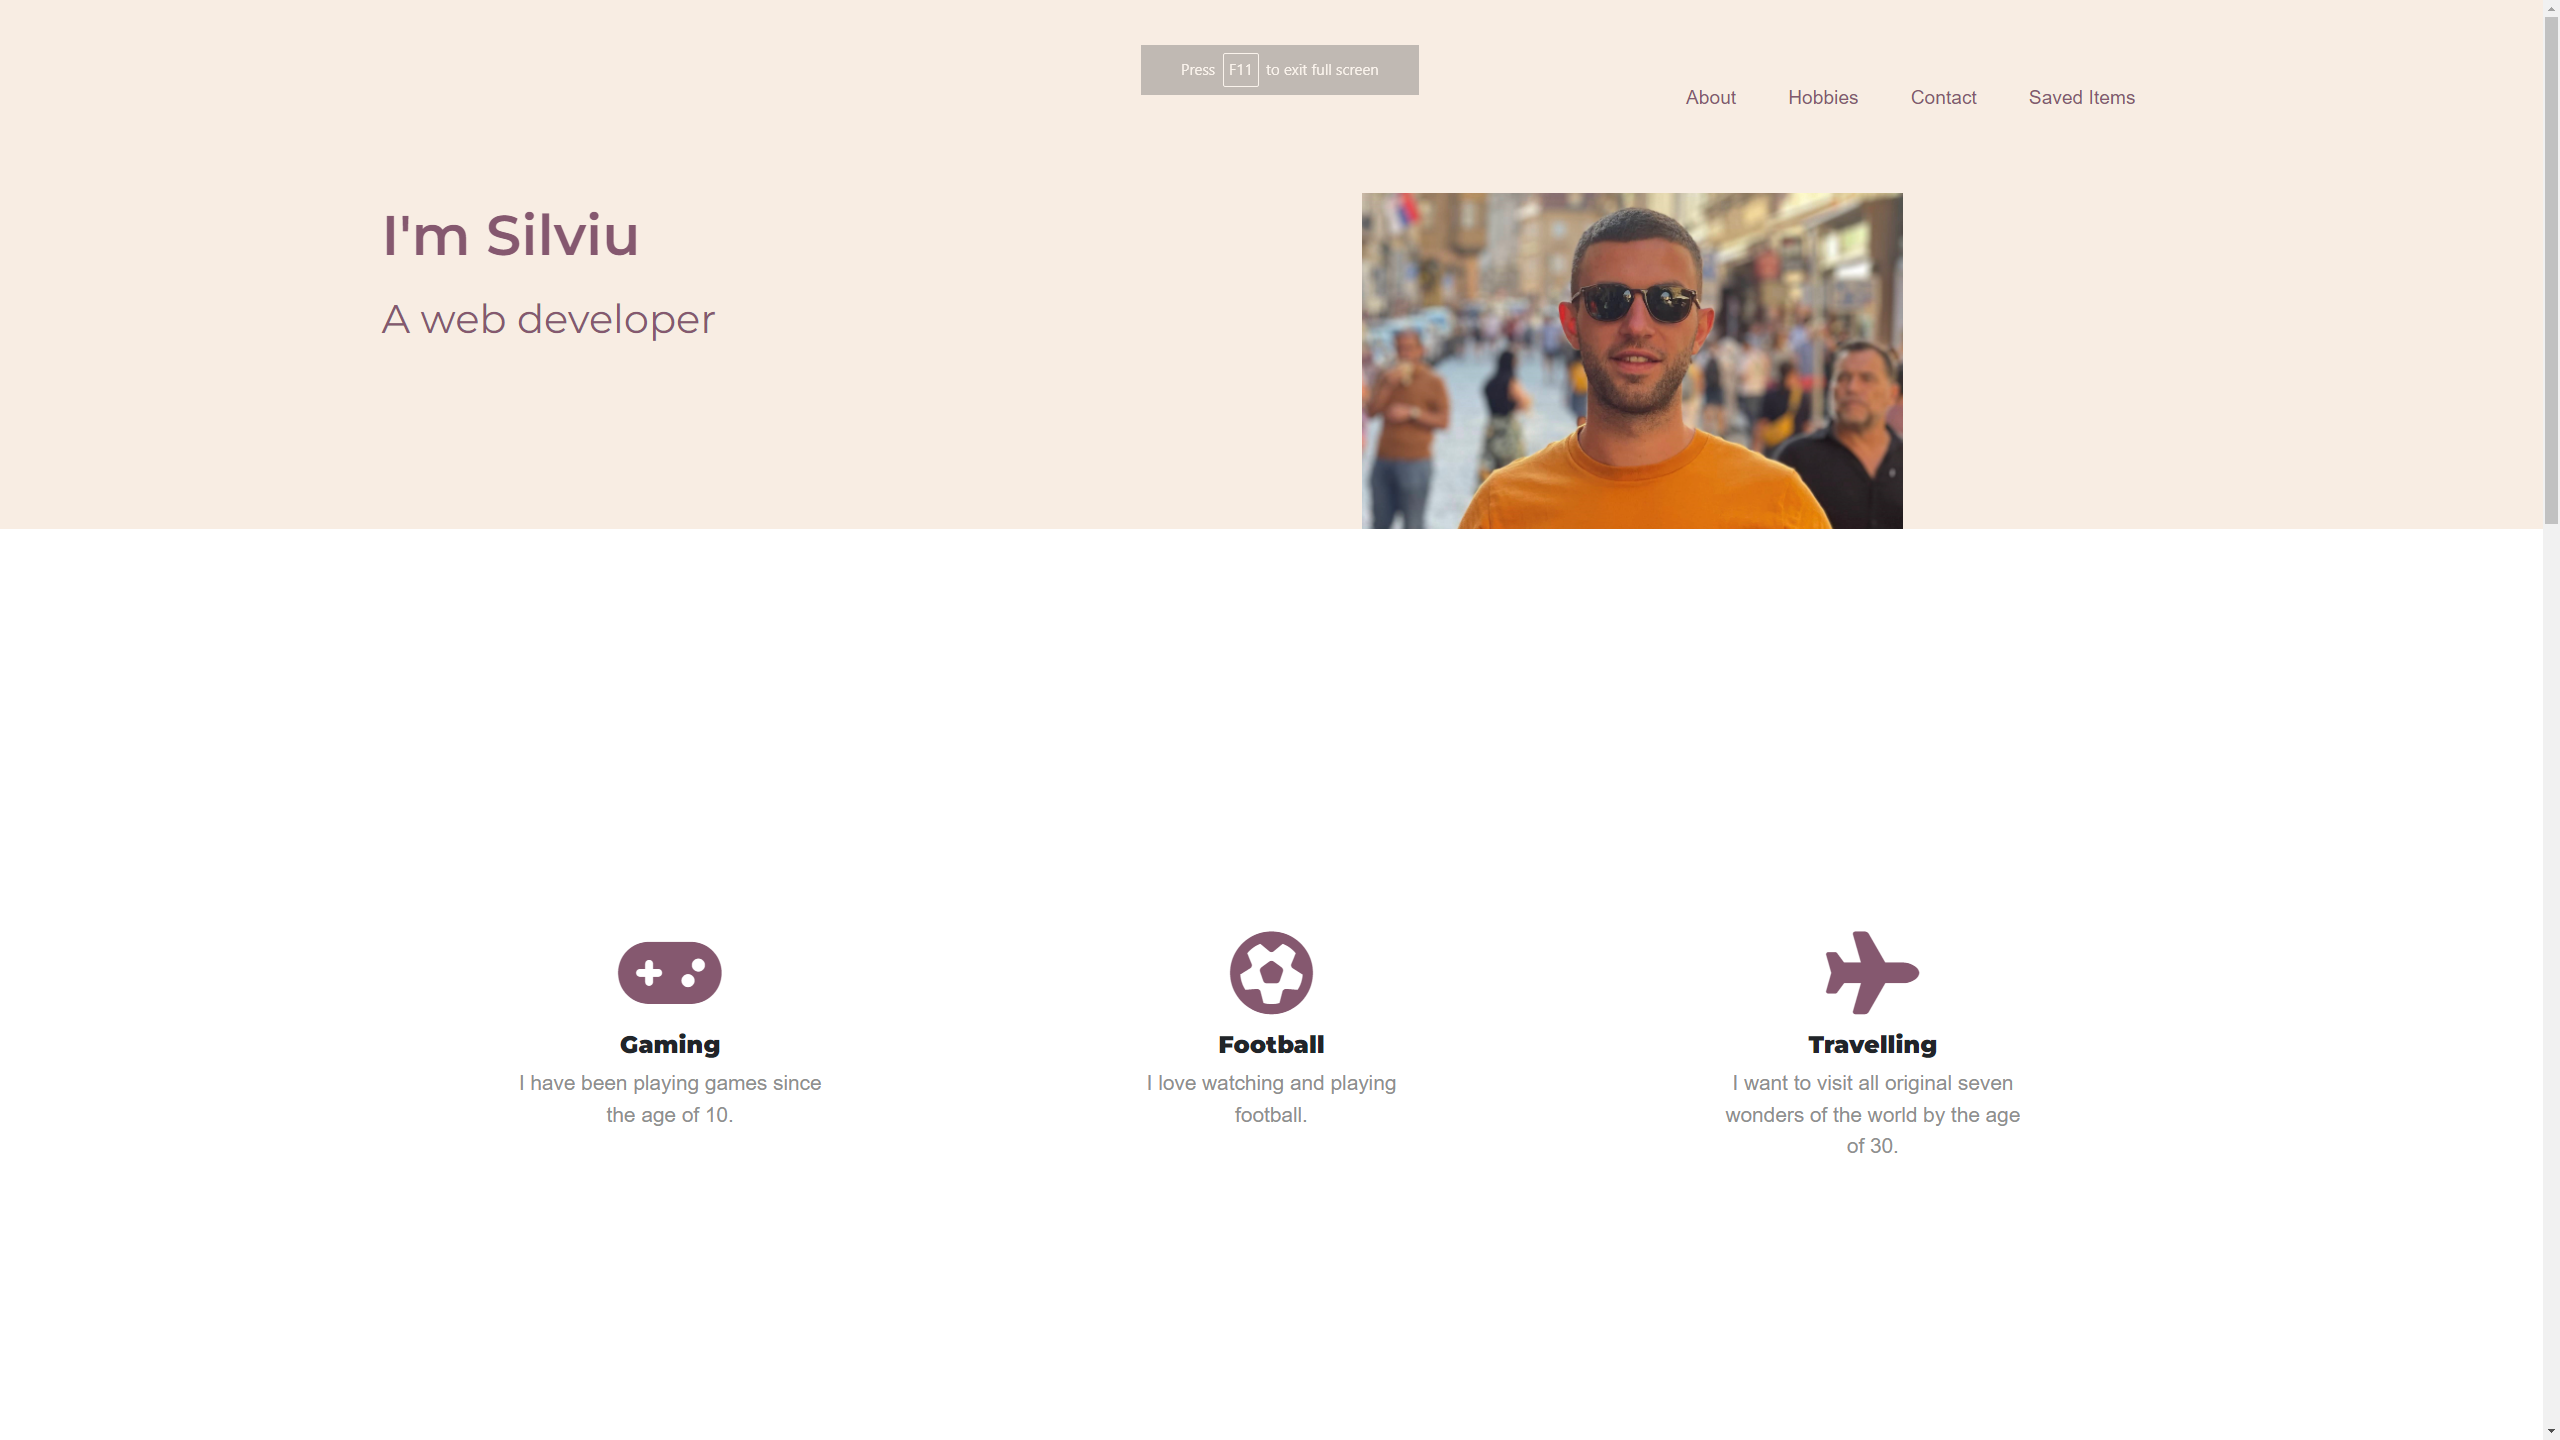 Press F11 to exit full screen
About Hobbies Contact Saved Items
I'm Silviu
A web developer
Gaming
I have been playing games since
the age of 10.
Football
I love watching and playing
football.
Travelling
I want to visit all original seven
wonders of the world by the age
of 30.